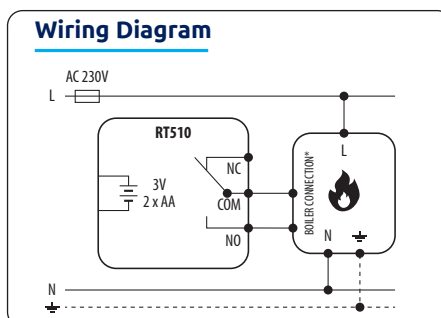 Wiring Diagram
AC 230V
L
RT510
NC
3V
2 x AA
COM
NO
BOILER CONNECTION*
L
N
N